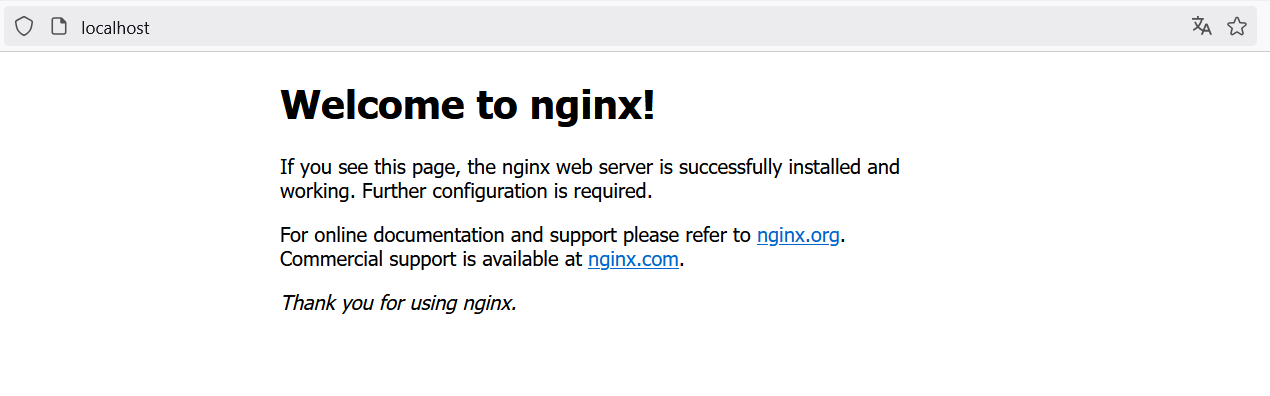 localhost
Welcome to nginx!
If you see this page, the nginx web server is successfully installed and
working. Further configuration is required.
For online documentation and support please refer to nginx.org.
Commercial support is available at nginx.com.
Thank you for using nginx.